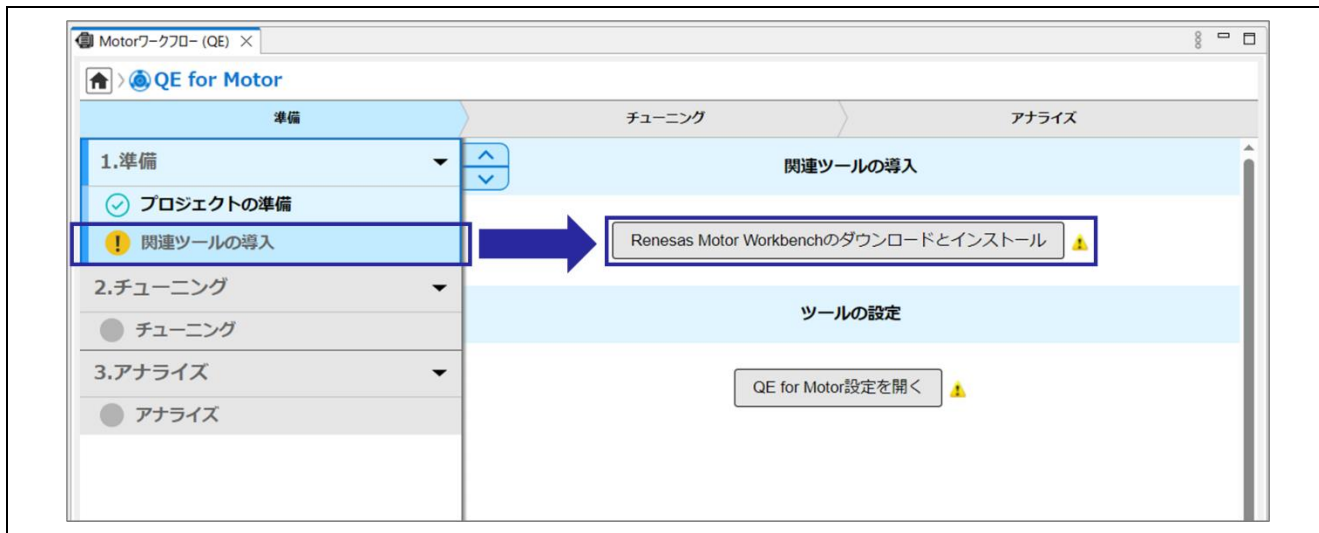 Motorワークフロー (QE)
QE for Motor
準備
チューニング
アナライズ
1.準備
プロジェクトの準備
関連ツールの導入
2.チューニング
チューニング
3.アナライズ
アナライズ
関連ツールの導入
Renesas Motor Workbenchのダウンロードとインストール
ツールの設定
QE for Motor設定を開く